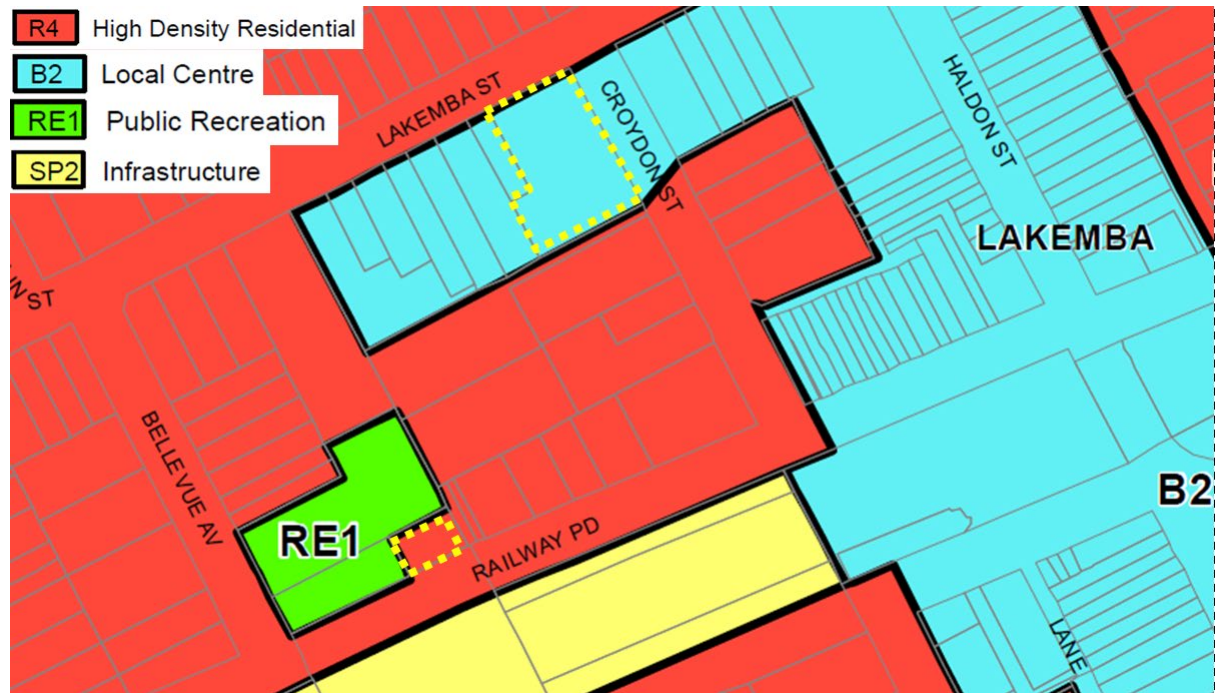 R4 High Density Residential
B2 Local Centre
RE1 Public Recreation
SP2 Infrastructure
LAKEMBA ST
CROYDON ST
HALDON ST
LAKEMBA
ST
BELLEVUE AV
RE1
RAILWAY PD
B2
LANE